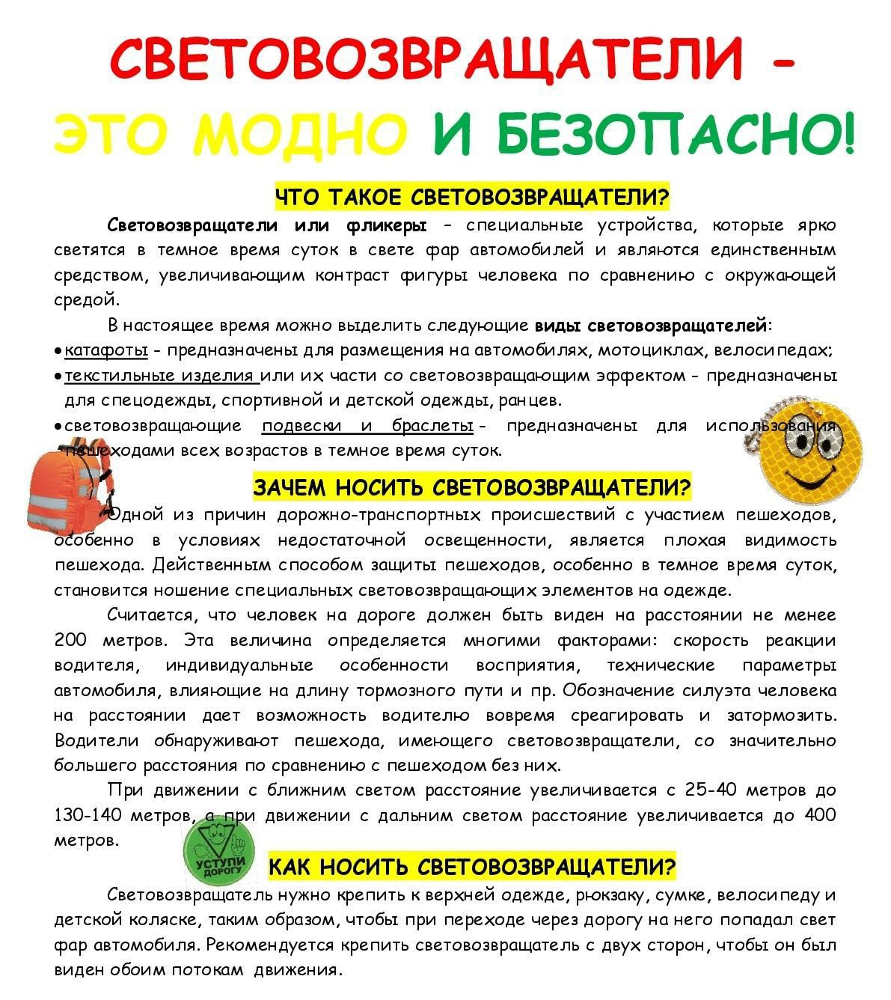 СВЕТОВОЗВРАЩАТЕЛИ -
ЭТО МОДНО И БЕЗОПАСНО!
ЧТО ТАКОЕ СВЕТОВОЗВРАЩАТЕЛИ?
Световозвращатели или фликеры – специальные устройства, которые ярко
светятся в темное время суток в свете фар автомобилей и являются единственным
средством, увеличивающим контраст фигуры человека по сравнению с окружающей
средой.
В настоящее время можно выделить следующие виды световозвращателей:
•катафоты - предназначены для размещения на автомобилях, мотоциклах, велосипедах;
•текстильные изделия или их части со световозвращающим эффектом - предназначены
для спецодежды, спортивной и детской одежды, ранцев.
•световозвращающие подвески и браслеты - предназначены для использования
пешеходами всех возрастов в темное время суток.
ЗАЧЕМ НОСИТЬ СВЕТОВОЗВРАЩАТЕЛИ?
Одной из причин дорожно-транспортных происшествий с участием пешеходов,
особенно в условиях недостаточной освещенности, является плохая видимость
пешехода. Действенным способом защиты пешеходов, особенно в темное время суток,
становится ношение специальных световозвращающих элементов на одежде.
Считается, что человек на дороге должен быть виден на расстоянии не менее
200 метров. Эта величина определяется многими факторами: скорость реакции
водителя, индивидуальные особенности восприятия, технические параметры
автомобиля, влияющие на длину тормозного пути и пр. Обозначение силуэта человека
на расстоянии дает возможность водителю вовремя среагировать и затормозить.
Водители обнаруживают пешехода, имеющего световозвращатели, со значительно
большего расстояния по сравнению с пешеходом без них.
При движении с ближним светом расстояние увеличивается с 25-40 метров до
130-140 метров, а при движении с дальним светом расстояние увеличивается до 400
метров.
УСТУПИ
ДОРОГУ
КАК НОСИТЬ СВЕТОВОЗВРАЩАТЕЛИ?
Световозвращатель нужно крепить к верхней одежде, рюкзаку, сумке, велосипеду и
детской коляске, таким образом, чтобы при переходе через дорогу на него попадал свет
фар автомобиля. Рекомендуется крепить световозвращатель с двух сторон, чтобы он был
виден обоим потокам движения.